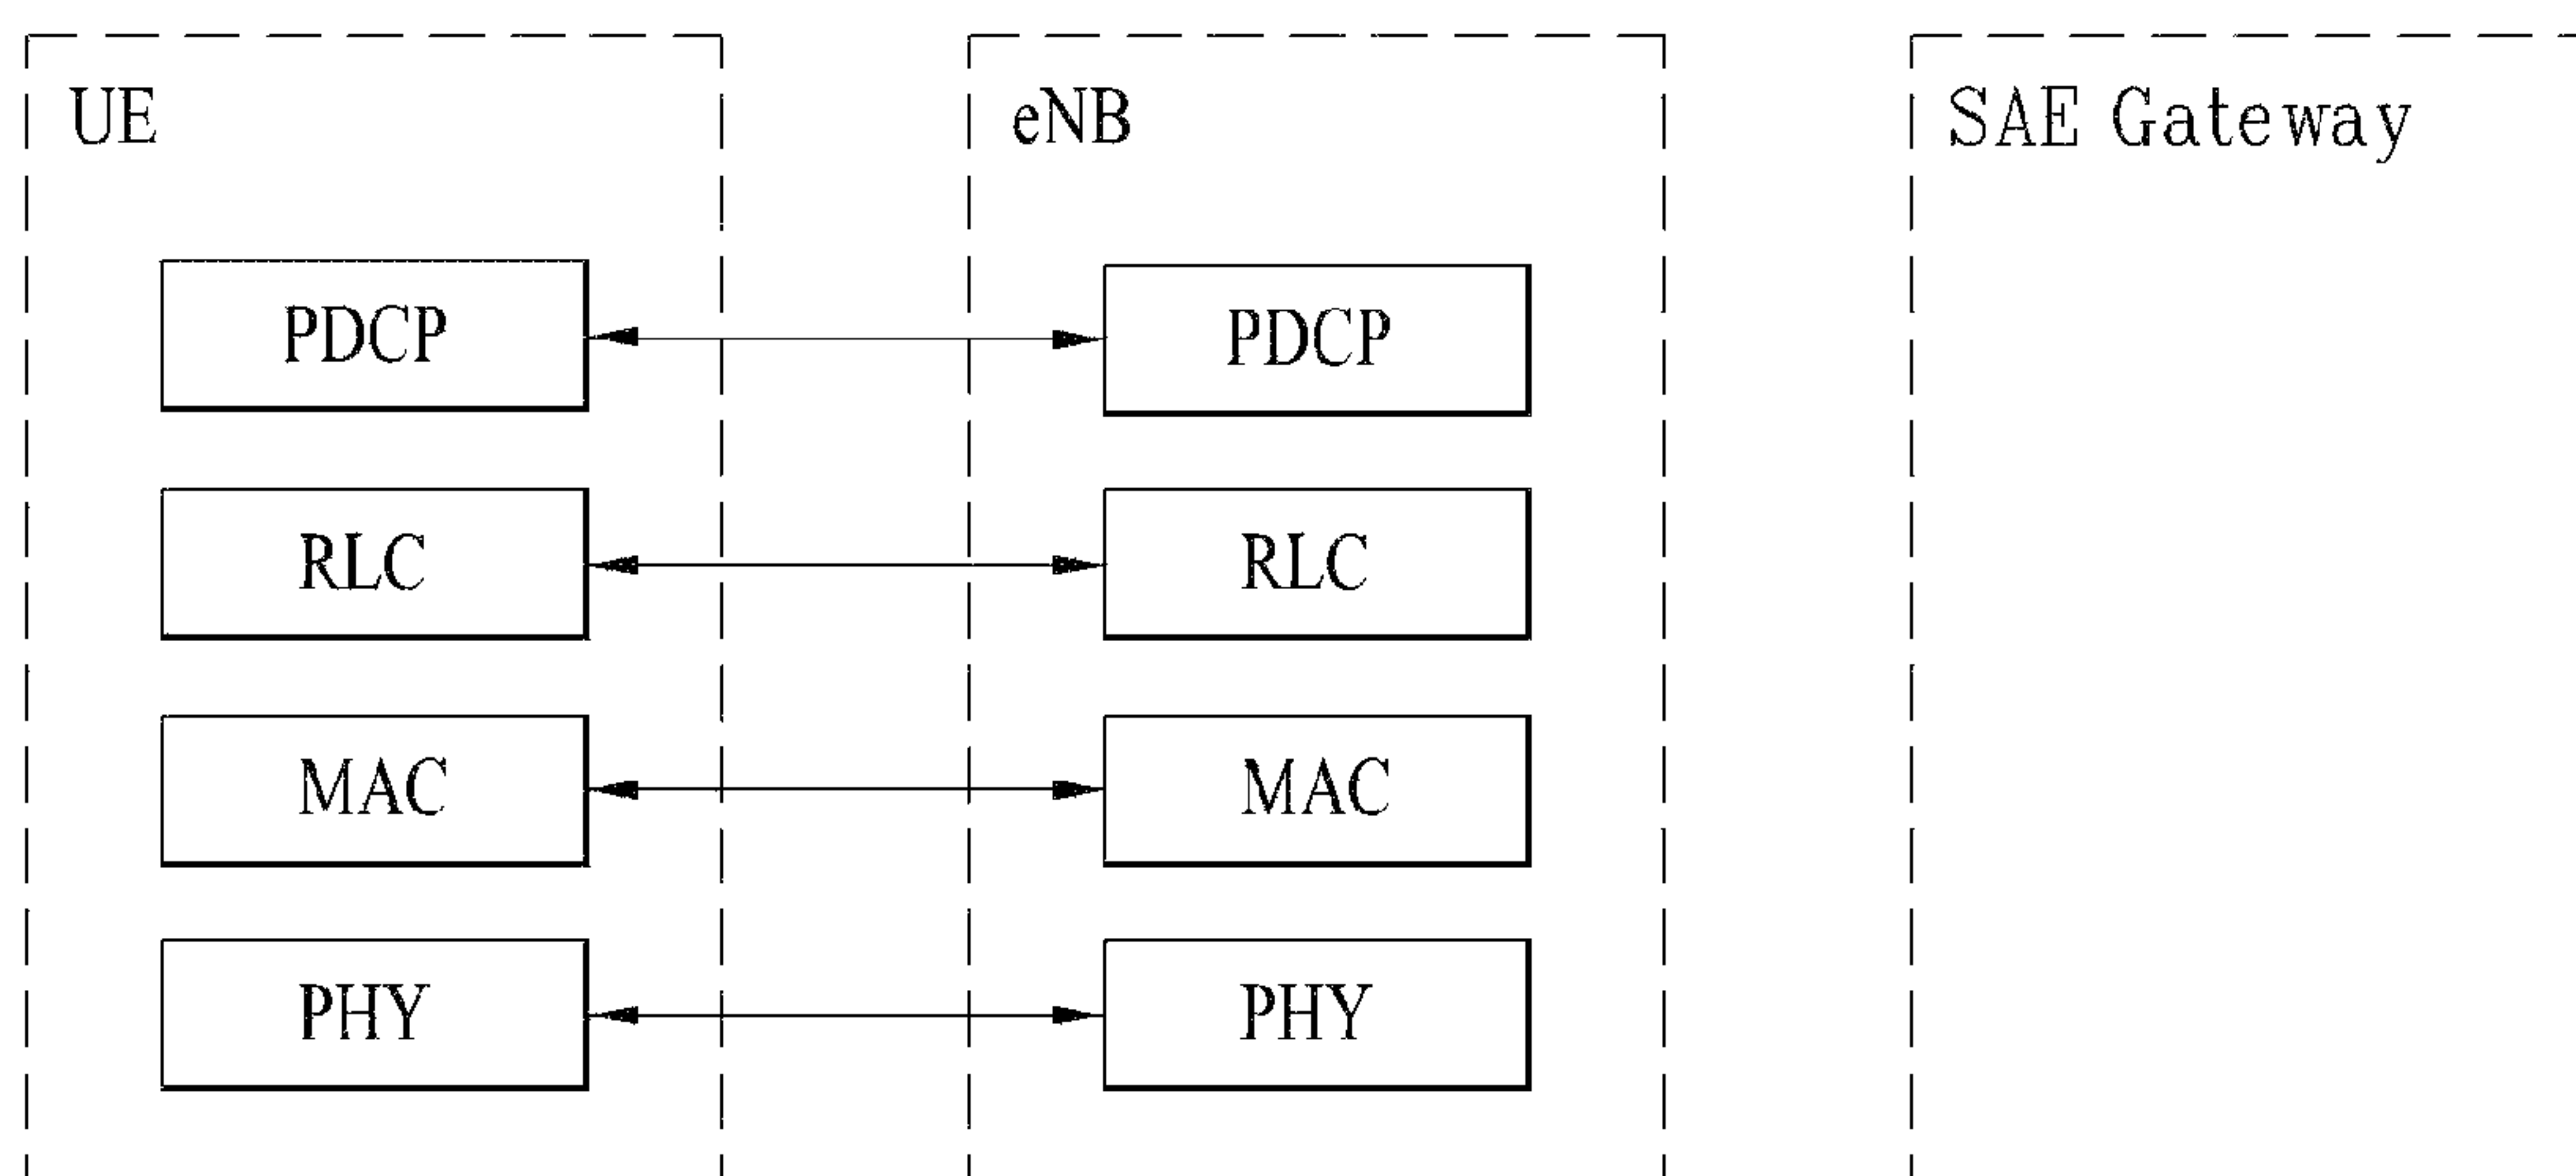 UE
eNB
SAE Gateway
PDCP
PDCP
RLC
RLC
MAC
MAC
PHY
PHY